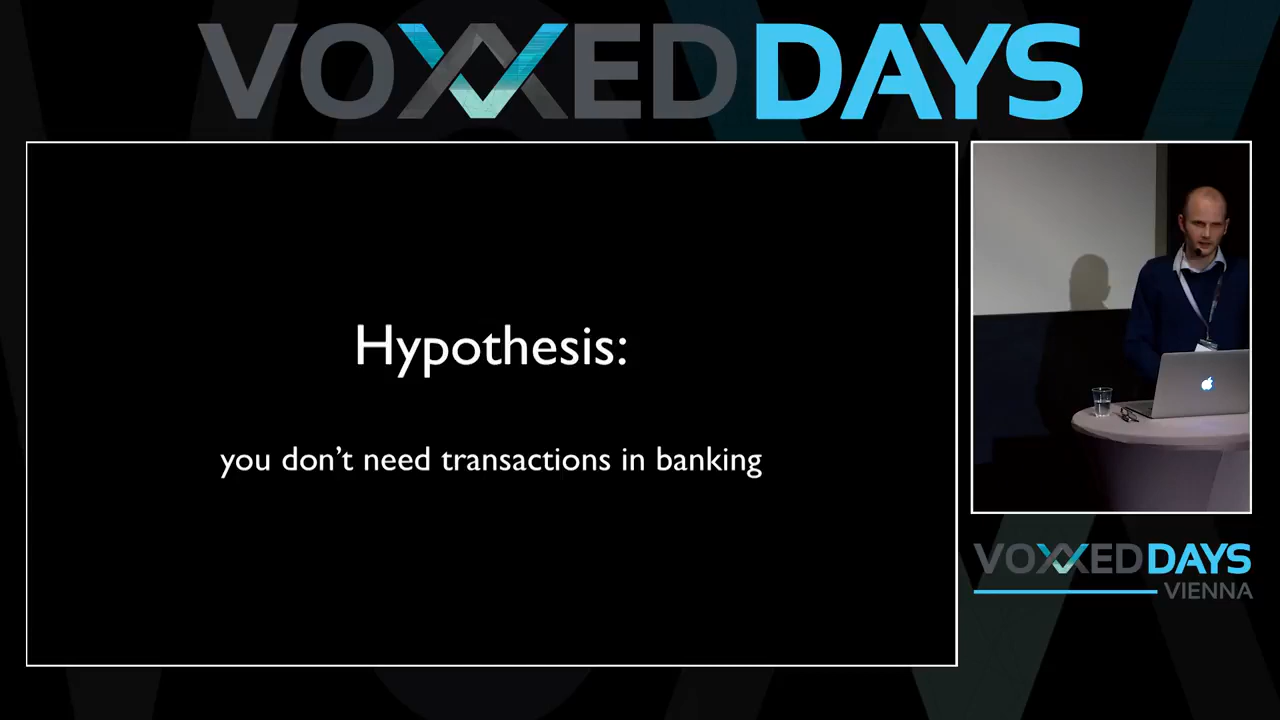 VOXXED DAYS
Hypothesis:
you don't need transactions in banking
VOXXED DAYS
VIENNA